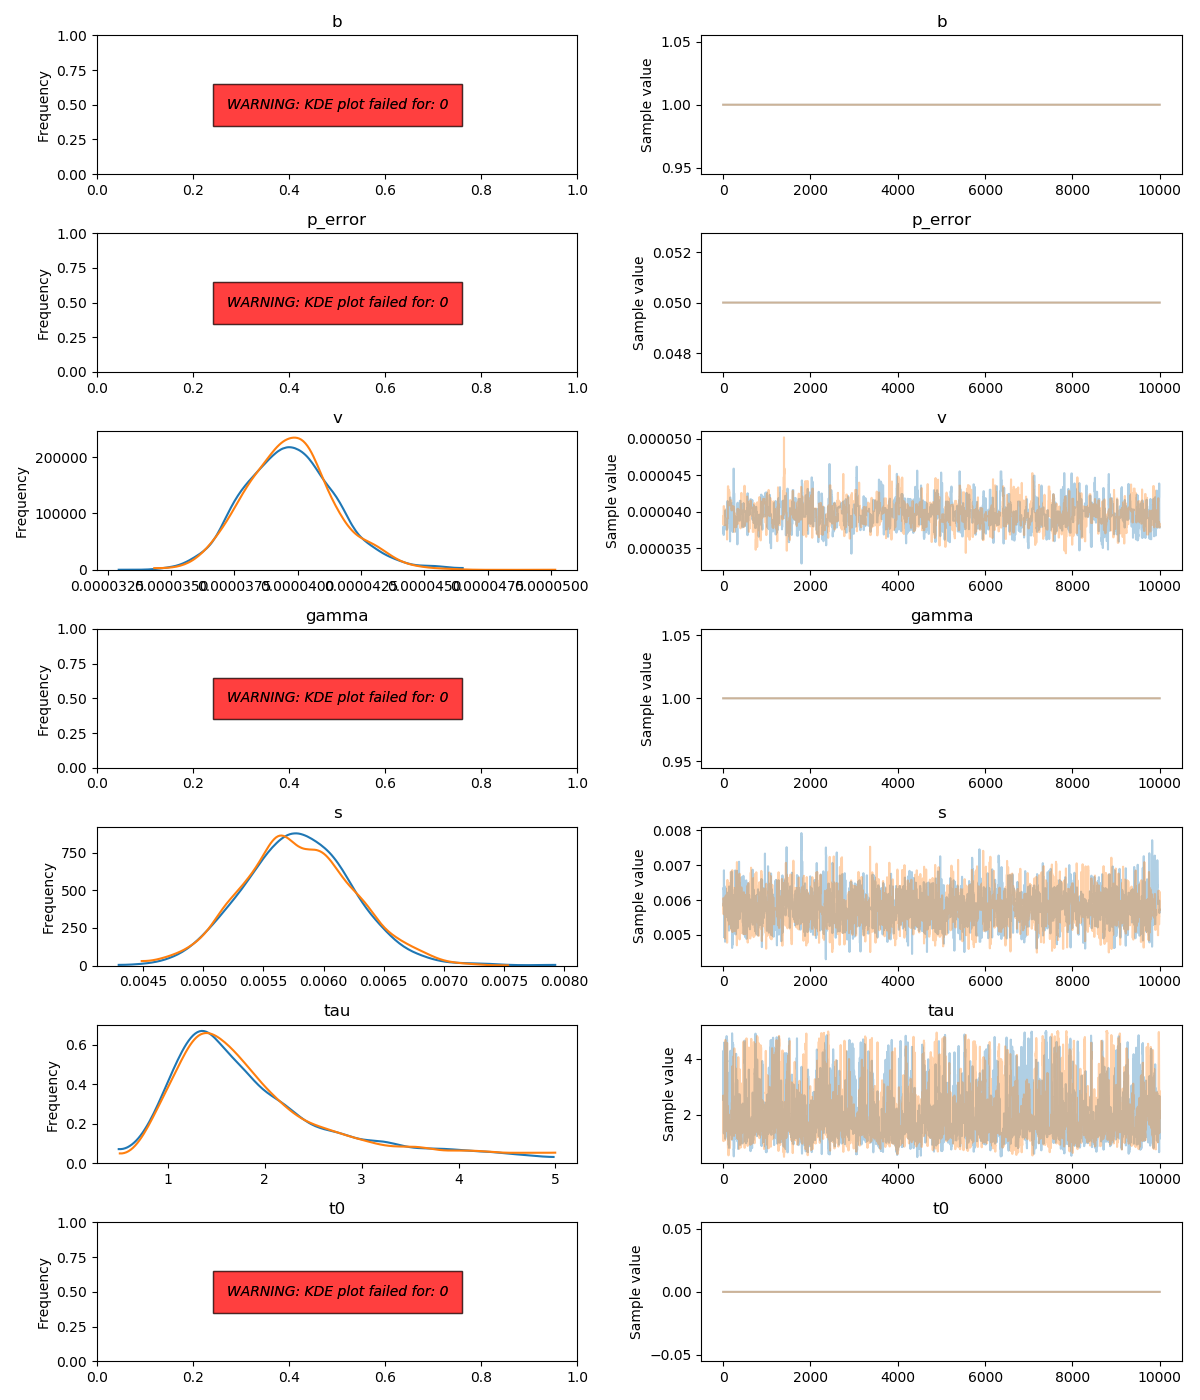 b
Frequency
1.00
0.75
0.50
0.25
0.00
WARNING: KDE plot failed for: 0
0.0 0.2 0.4 0.6 0.8 1.0
b
Sample value
1.05
1.00
0.95
0 2000 4000 6000 8000 10000
p_error
Frequency
1.00
0.75
0.50
0.25
0.00
WARNING: KDE plot failed for: 0
0.0 0.2 0.4 0.6 0.8 1.0
p_error
Sample value
0.052
0.050
0.048
0 2000 4000 6000 8000 10000
v
Frequency
200000
100000
0
0.0000325 0.0000350 0.0000375 0.0000400 0.0000425 0.0000450 0.0000475 0.0000500
v
Sample value
0.000050
0.000045
0.000040
0.000035
0 2000 4000 6000 8000 10000
gamma
Frequency
1.00
0.75
0.50
0.25
0.00
WARNING: KDE plot failed for: 0
0.0 0.2 0.4 0.6 0.8 1.0
gamma
Sample value
1.05
1.00
0.95
0 2000 4000 6000 8000 10000
s
Frequency
750
500
250
0
0.0045 0.0050 0.0055 0.0060 0.0065 0.0070 0.0075 0.0080
s
Sample value
0.008
0.007
0.006
0.005
0 2000 4000 6000 8000 10000
tau
Frequency
0.6
0.4
0.2
0.0
1 2 3 4 5
tau
Sample value
4
2
0 2000 4000 6000 8000 10000
t0
Frequency
1.00
0.75
0.50
0.25
0.00
WARNING: KDE plot failed for: 0
0.0 0.2 0.4 0.6 0.8 1.0
t0
Sample value
0.05
0.00
−0.05
0 2000 4000 6000 8000 10000